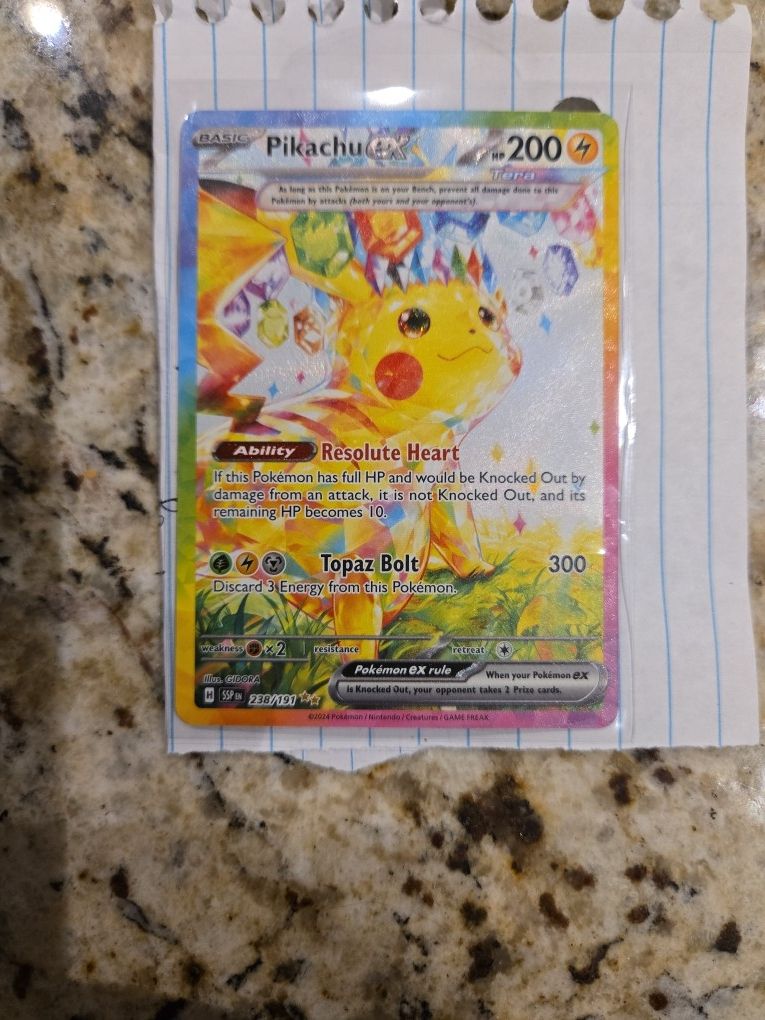 BASIC Pikachu ex HP 200
Tera
As long as this Pokémon is on your Bench, prevent all damage done to this
Pokémon by attacks (both yours and your opponent's).
Ability Resolute Heart
If this Pokémon has full HP and would be Knocked Out by
damage from an attack, it is not Knocked Out, and its
remaining HP becomes 10.
Topaz Bolt 300
Discard 3 Energy from this Pokémon.
weakness ×2 resistance retreat
Pokémon ex rule When your Pokémon ex
is Knocked Out, your opponent takes 2 Prize cards.
Illus. GIDORA
H SSP EN 238/191
©2024 Pokémon / Nintendo / Creatures / GAME FREAK